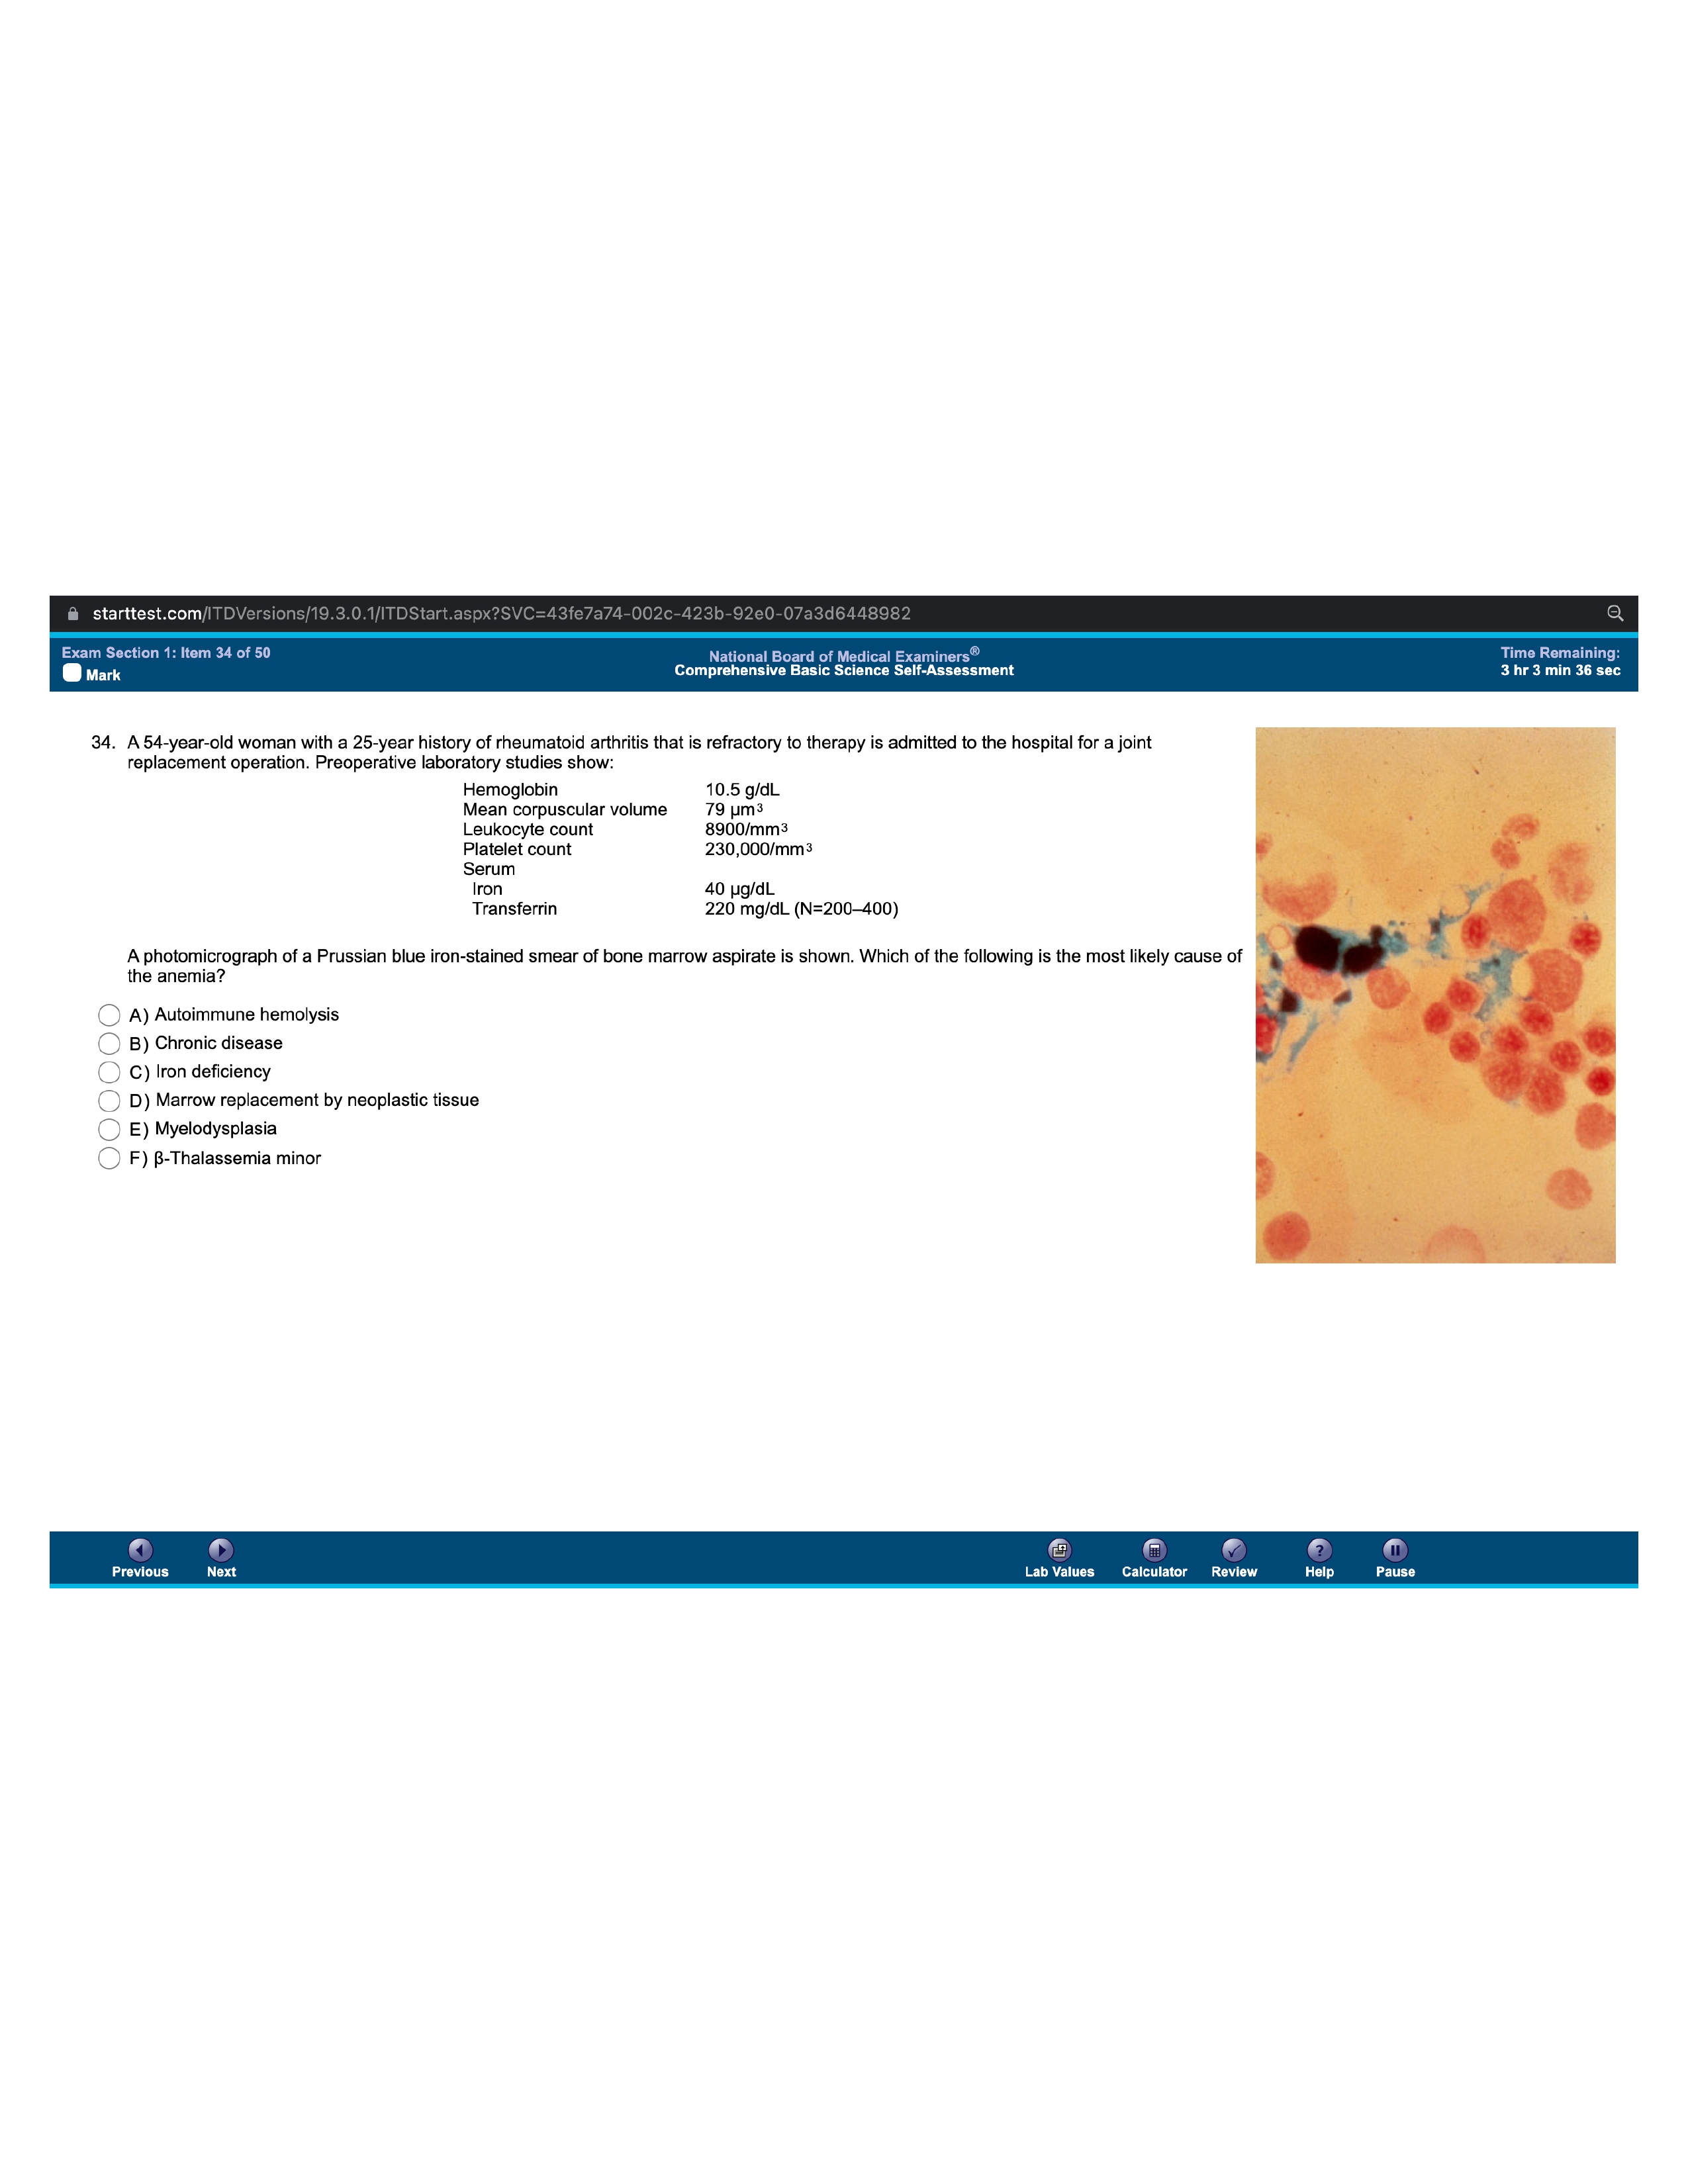 starttest.com/ITDVersions/19.3.0.1/ITDStart.aspx?SVC=43fe7a74-002c-423b-92e0-07a3d6448982
Exam Section 1: Item 34 of 50
National Board of Medical Examiners®
Time Remaining:
Mark
Comprehensive Basic Science Self-Assessment
3 hr 3 min 36 sec
34. A 54-year-old woman with a 25-year history of rheumatoid arthritis that is refractory to therapy is admitted to the hospital for a joint
replacement operation. Preoperative laboratory studies show:
Hemoglobin 10.5 g/dL
Mean corpuscular volume 79 µm³
Leukocyte count 8900/mm³
Platelet count 230,000/mm³
Serum
Iron 40 µg/dL
Transferrin 220 mg/dL (N=200–400)
A photomicrograph of a Prussian blue iron-stained smear of bone marrow aspirate is shown. Which of the following is the most likely cause of
the anemia?
A) Autoimmune hemolysis
B) Chronic disease
C) Iron deficiency
D) Marrow replacement by neoplastic tissue
E) Myelodysplasia
F) β-Thalassemia minor
Previous Next Lab Values Calculator Review Help Pause